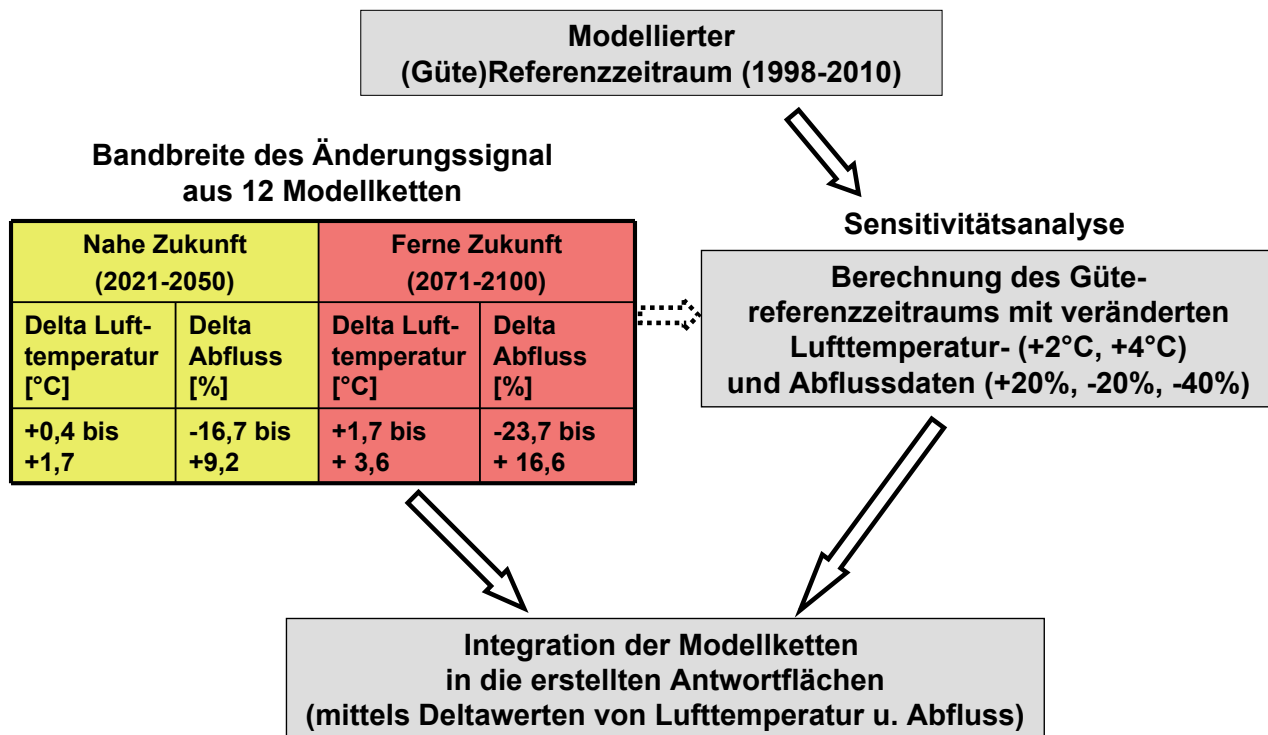 Modellierter
(Güte)Referenzzeitraum (1998-2010)
Bandbreite des Änderungssignal
aus 12 Modellketten
Nahe Zukunft
(2021-2050)
Ferne Zukunft
(2071-2100)
Delta Luft-
temperatur
[°C]
Delta
Abfluss
[%]
Delta Luft-
temperatur
[°C]
Delta
Abfluss
[%]
+0,4 bis
+1,7
-16,7 bis
+9,2
+1,7 bis
+ 3,6
-23,7 bis
+ 16,6
Sensitivitätsanalyse
Berechnung des Güte-
referenzzeitraums mit veränderten
Lufttemperatur- (+2°C, +4°C)
und Abflussdaten (+20%, -20%, -40%)
Integration der Modellketten
in die erstellten Antwortflächen
(mittels Deltawerten von Lufttemperatur u. Abfluss)